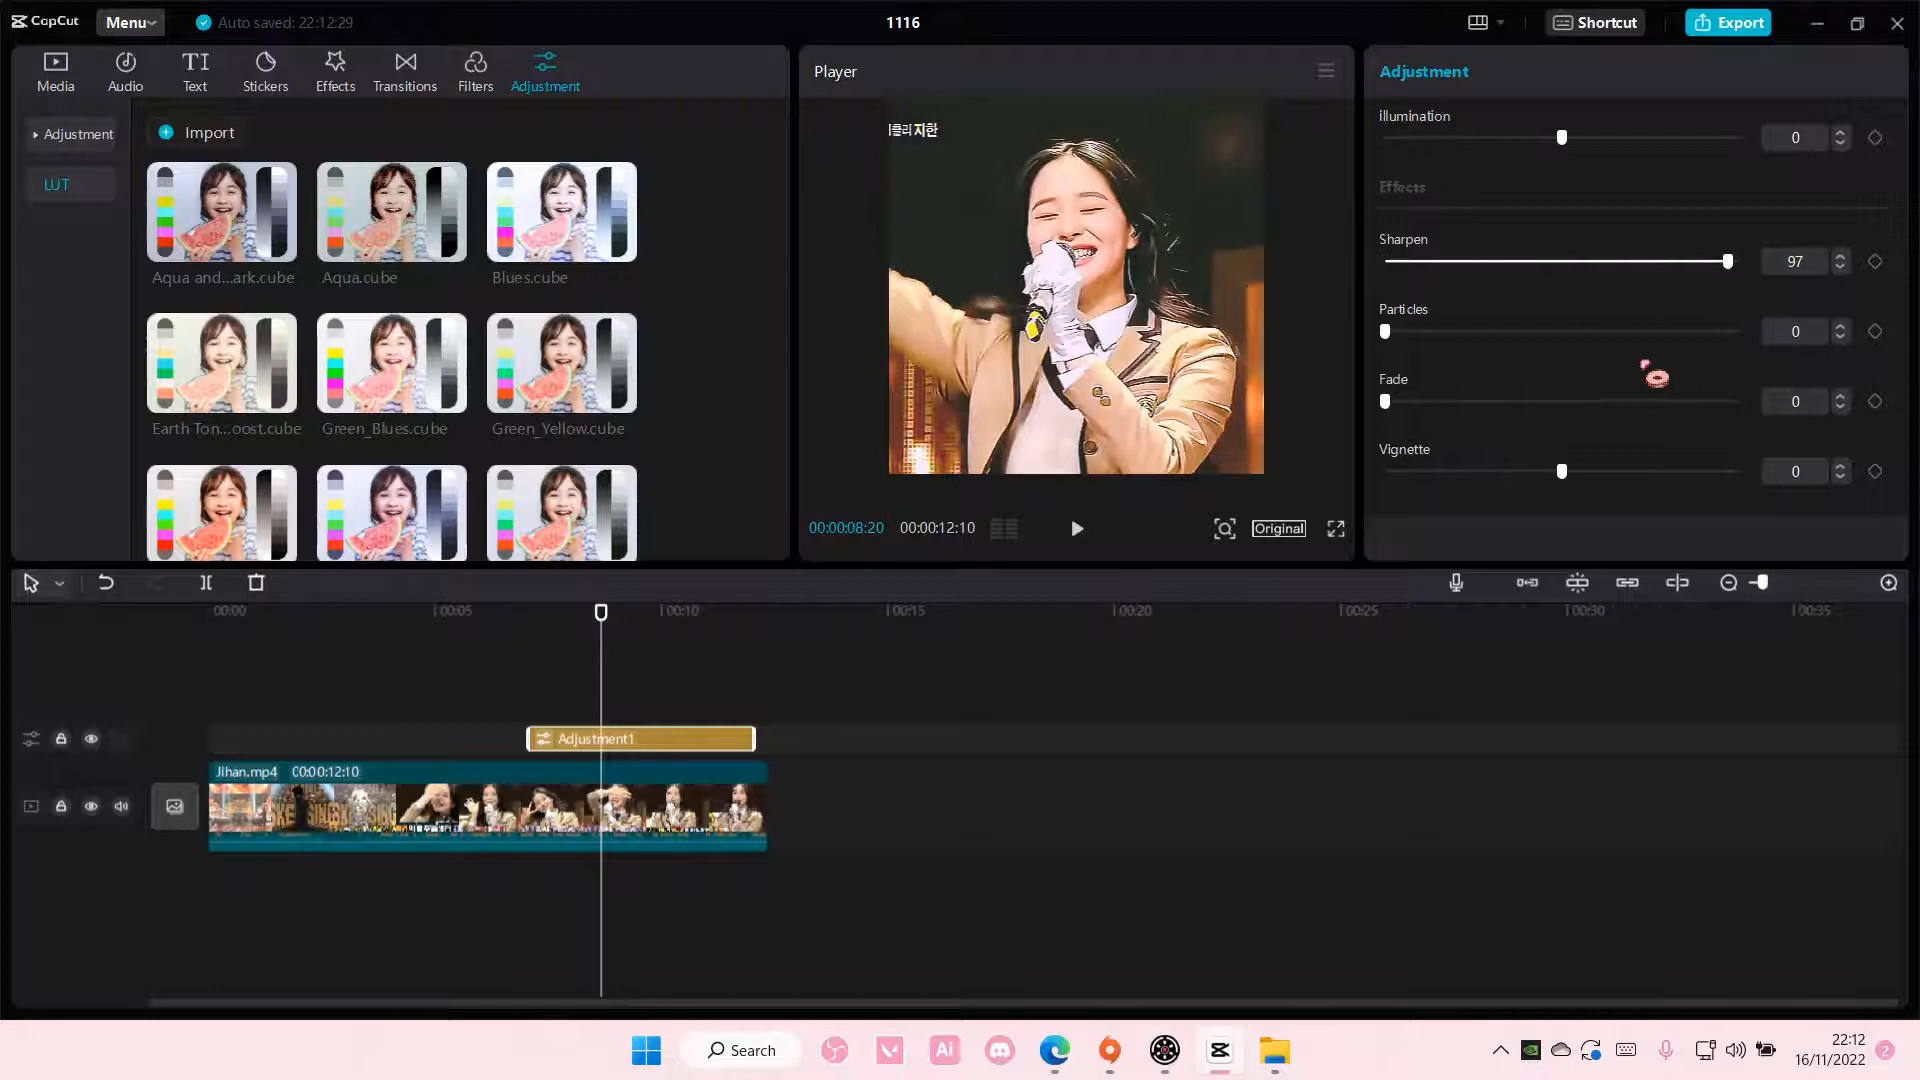 CapCut
Menu
Auto saved: 22:12:29
1116
Shortcut
Export
Media
Audio
Text
Stickers
Effects
Transitions
Filters
Adjustment
Adjustment
LUT
Import
Aqua and...ark.cube
Aqua.cube
Blues.cube
Earth Ton...oost.cube
Green_Blues.cube
Green_Yellow.cube
Player
지한
00:00:08:20
00:00:12:10
Original
Adjustment
illumination
0
Effects
Sharpen
97
Particles
0
Fade
0
Vignette
0
00:00
00:05
00:10
00:15
00:20
00:25
00:30
00:35
Adjustment1
Jihan.mp4 00:00:12:10
Search
Ai
22:12
16/11/2022
2